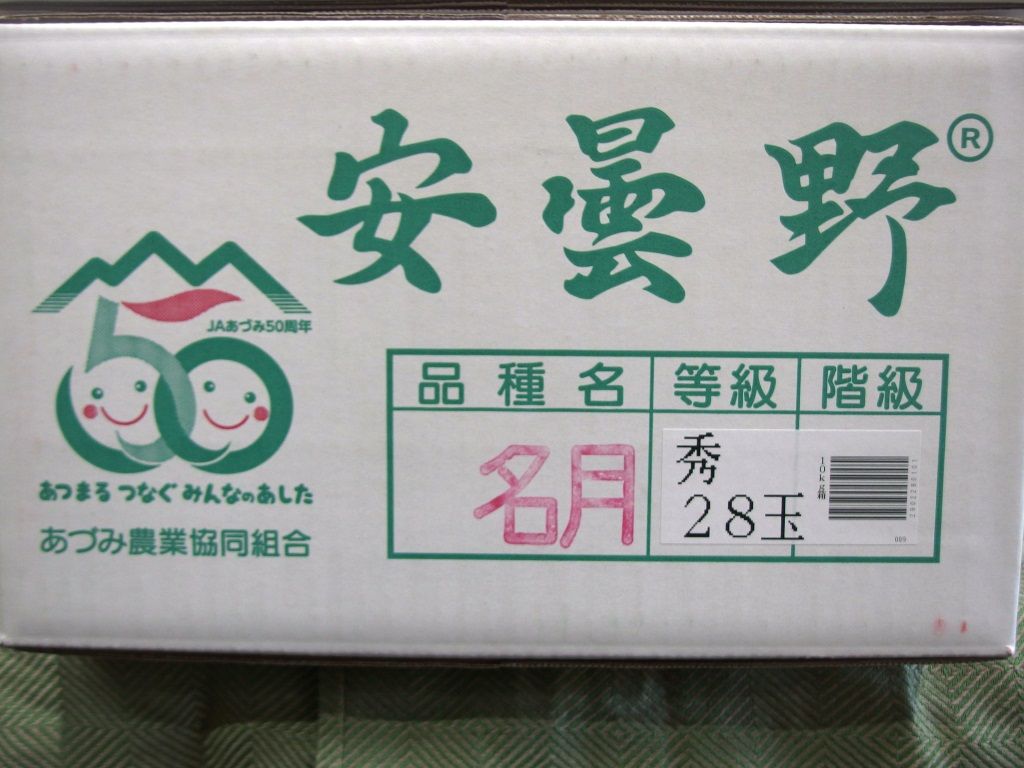 安曇野®
JAあづみ50周年
50
あつまる つなぐ みんなのあした
あづみ農業協同組合
品種名 等級 階級
名月
秀
28玉
10kg箱
009